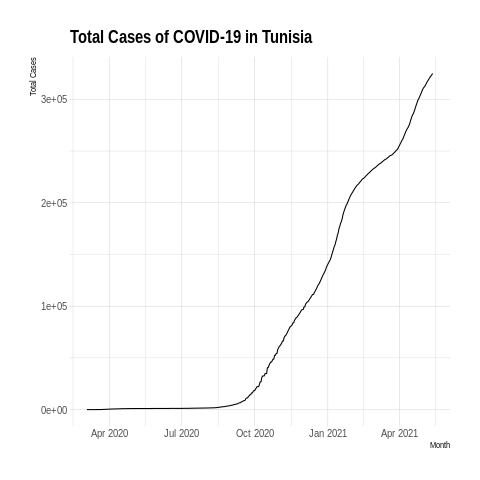 Total Cases of COVID-19 in Tunisia
Total Cases
3e+05
2e+05
1e+05
0e+00
Apr 2020
Jul 2020
Oct 2020
Jan 2021
Apr 2021
Month